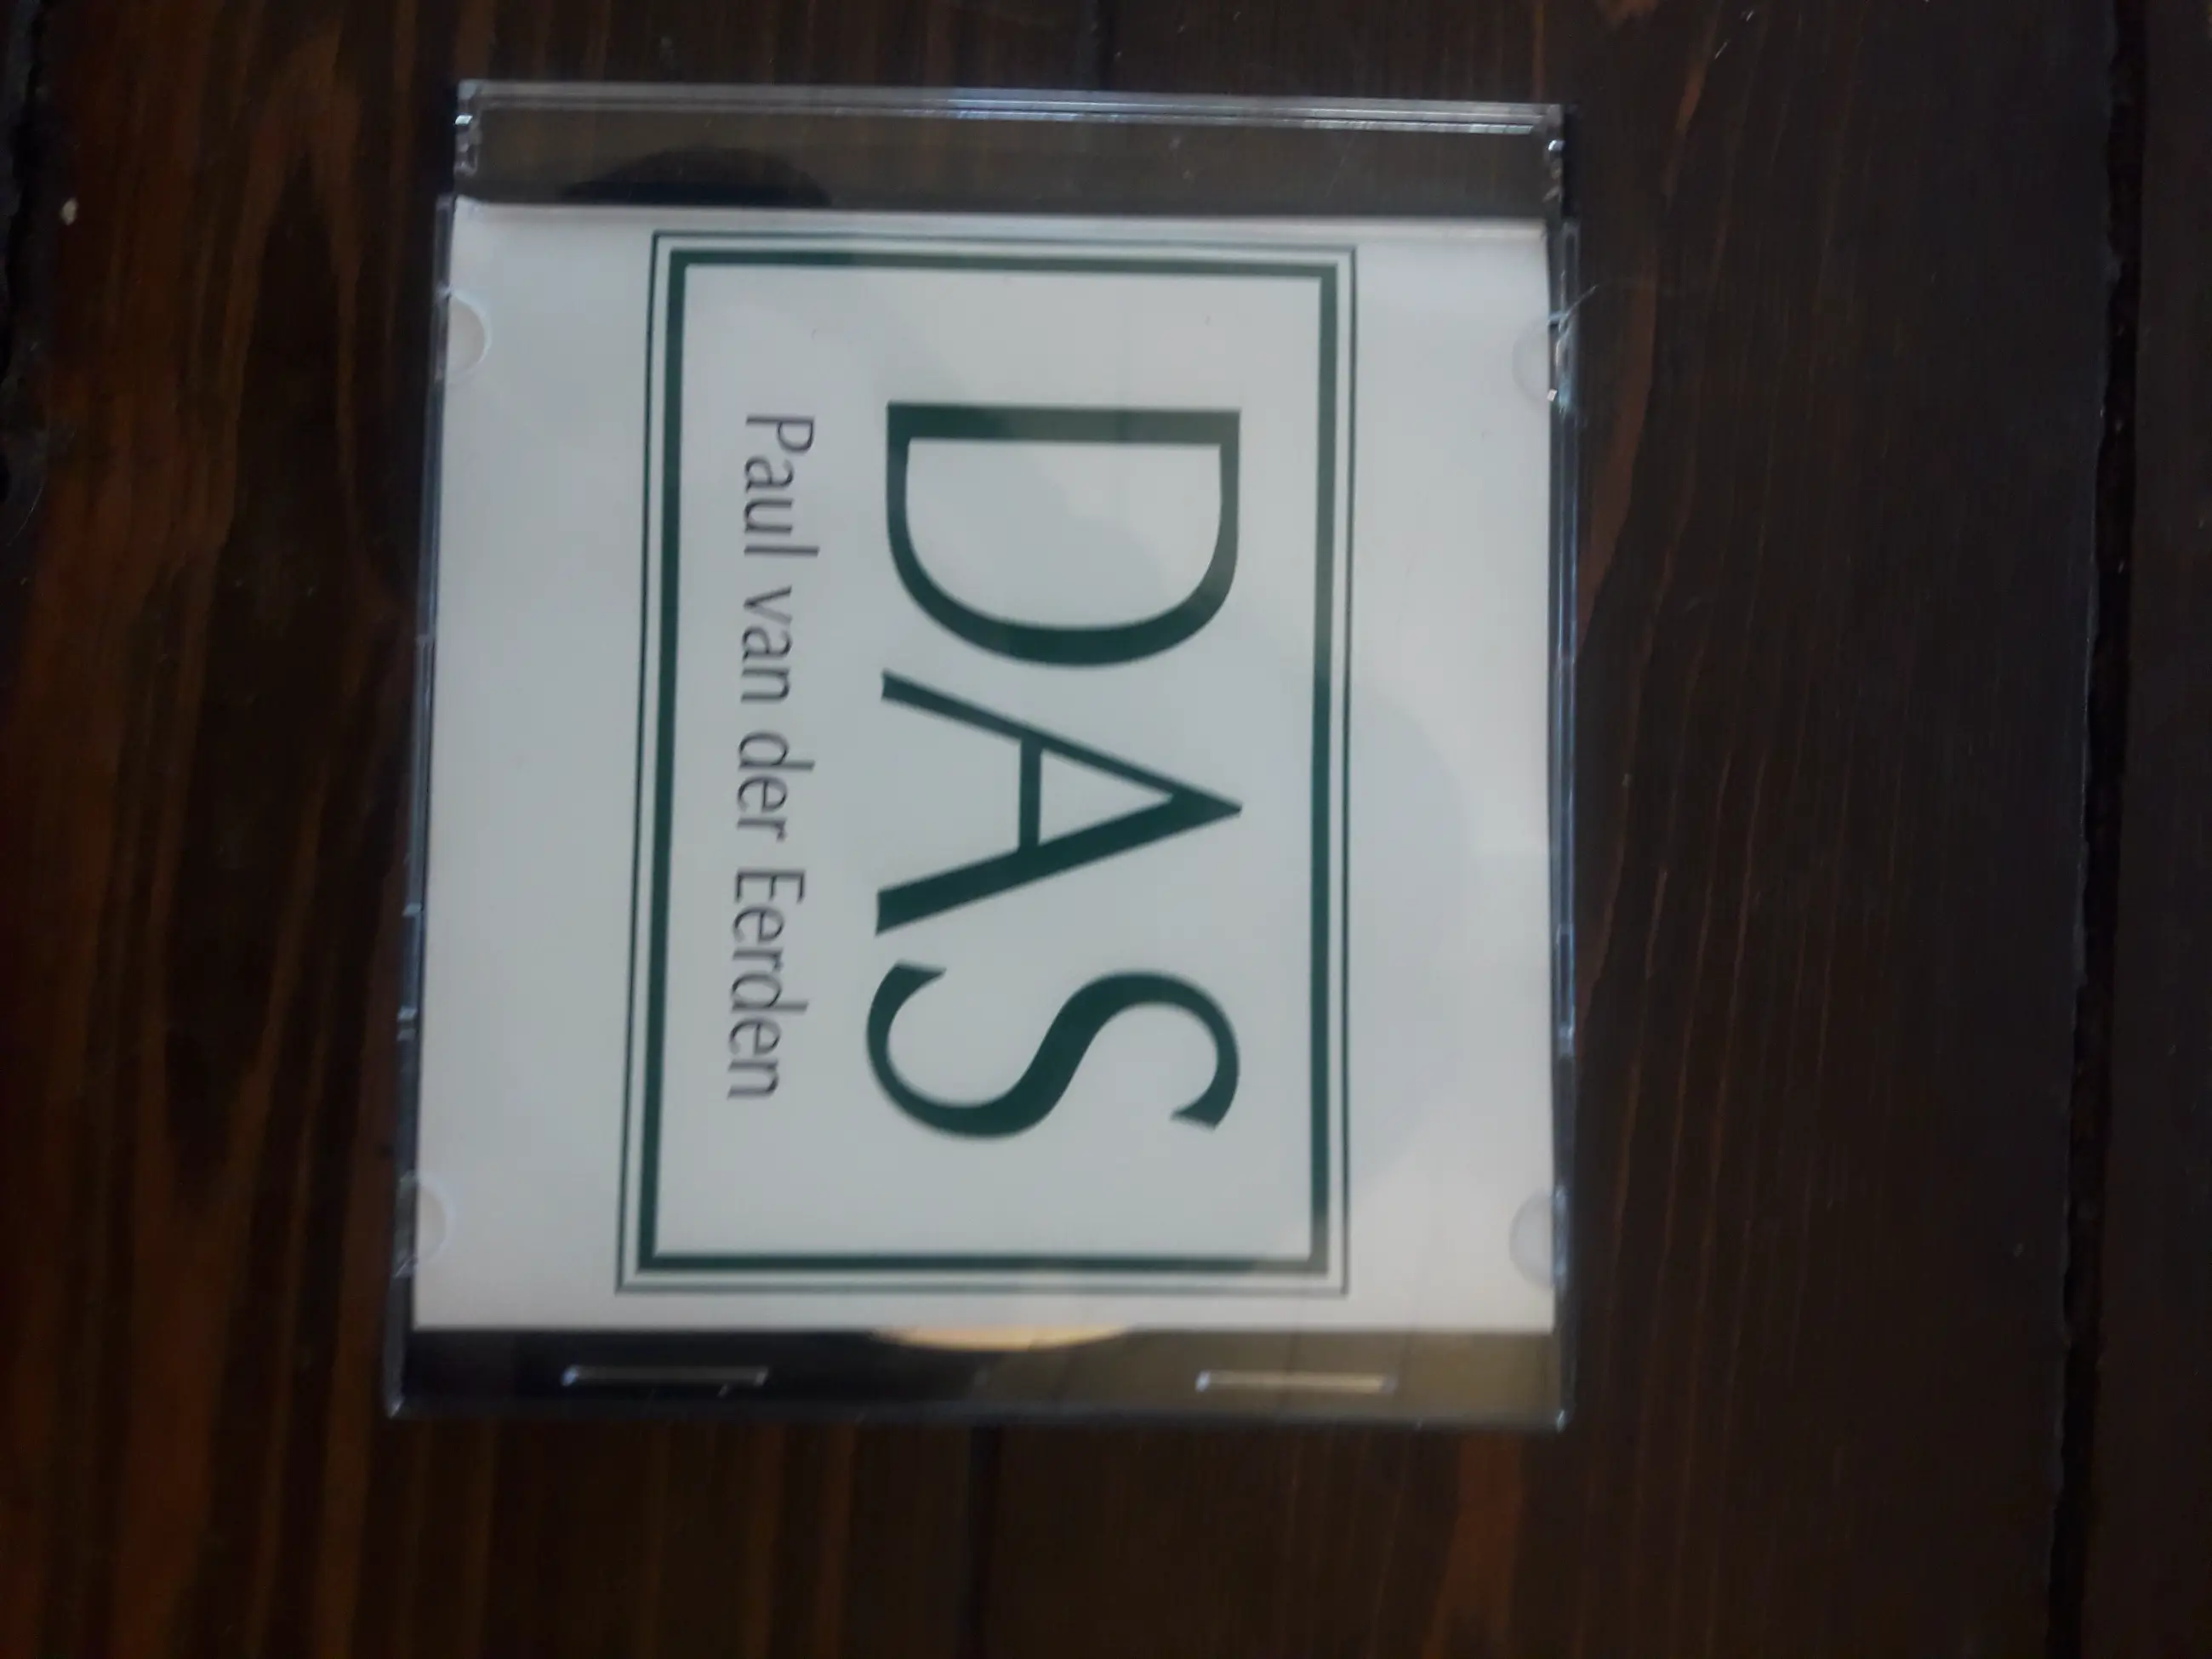 DAS
Paul van der Eerden